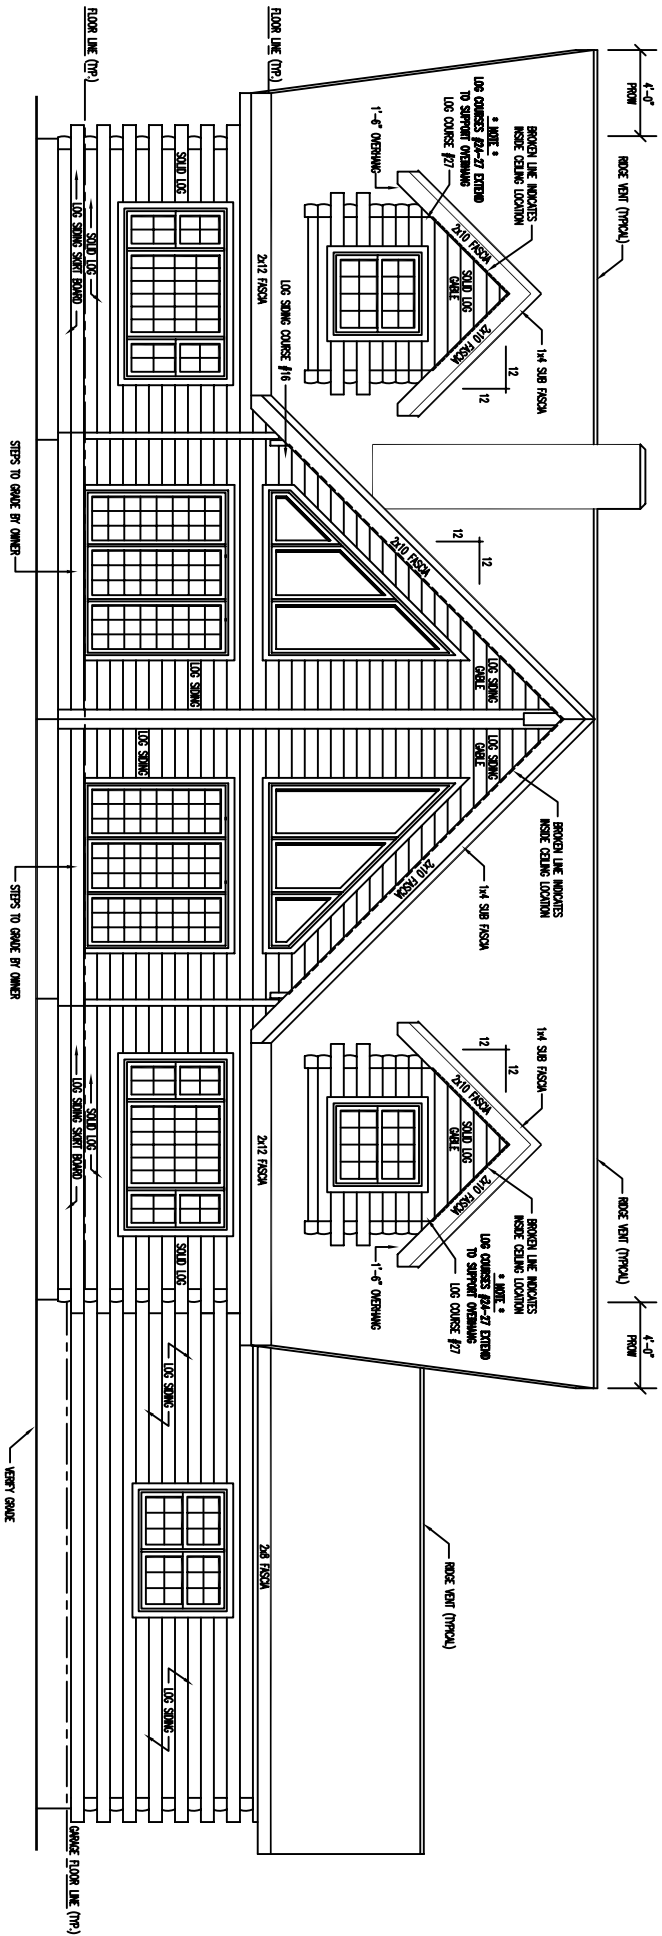 4'-0"
PROW
RIDGE VENT (TYPICAL)
RIDGE VENT (TYPICAL)
4'-0"
PROW
BROKEN LINE INDICATES
INSIDE CEILING LOCATION
* NOTE *
LOG COURSES #24-27 EXTEND
TO SUPPORT OVERHANG
LOG COURSE #27
1'-6" OVERHANG
2x10 FASCIA
SOLID LOG
GABLE
2x10 FASCIA
1x4 SUB FASCIA
12
12
12
12
2x10 FASCIA
LOG SIDING
GABLE
LOG SIDING
GABLE
BROKEN LINE INDICATES
INSIDE CEILING LOCATION
1x4 SUB FASCIA
2x10 FASCIA
1x4 SUB FASCIA
12
12
2x10 FASCIA
SOLID LOG
GABLE
2x10 FASCIA
BROKEN LINE INDICATES
INSIDE CEILING LOCATION
* NOTE *
LOG COURSES #24-27 EXTEND
TO SUPPORT OVERHANG
LOG COURSE #27
1'-6" OVERHANG
RIDGE VENT (TYPICAL)
FLOOR LINE (TYP.)
2x12 FASCIA
LOG SIDING COURSE #16
2x12 FASCIA
2x8 FASCIA
SOLID LOG
LOG SIDING
LOG SIDING
SOLID LOG
LOG SIDING
LOG SIDING
FLOOR LINE (TYP.)
SOLID LOG
LOG SIDING SKIRT BOARD
SOLID LOG
LOG SIDING SKIRT BOARD
GARAGE FLOOR LINE (TYP.)
STEPS TO GRADE BY OWNER
STEPS TO GRADE BY OWNER
VERIFY GRADE